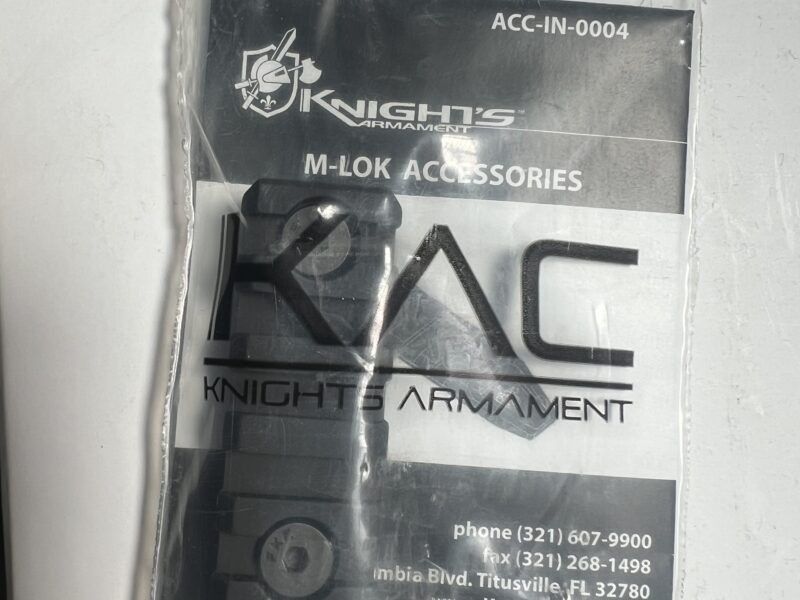 ACC-IN-0004
KNIGHT'S
ARMAMENT
M-LOK ACCESSORIES
KAC
KNIGHTS ARMAMENT
phone (321) 607-9900
fax (321) 268-1498
Blvd. Titusville, FL 32780